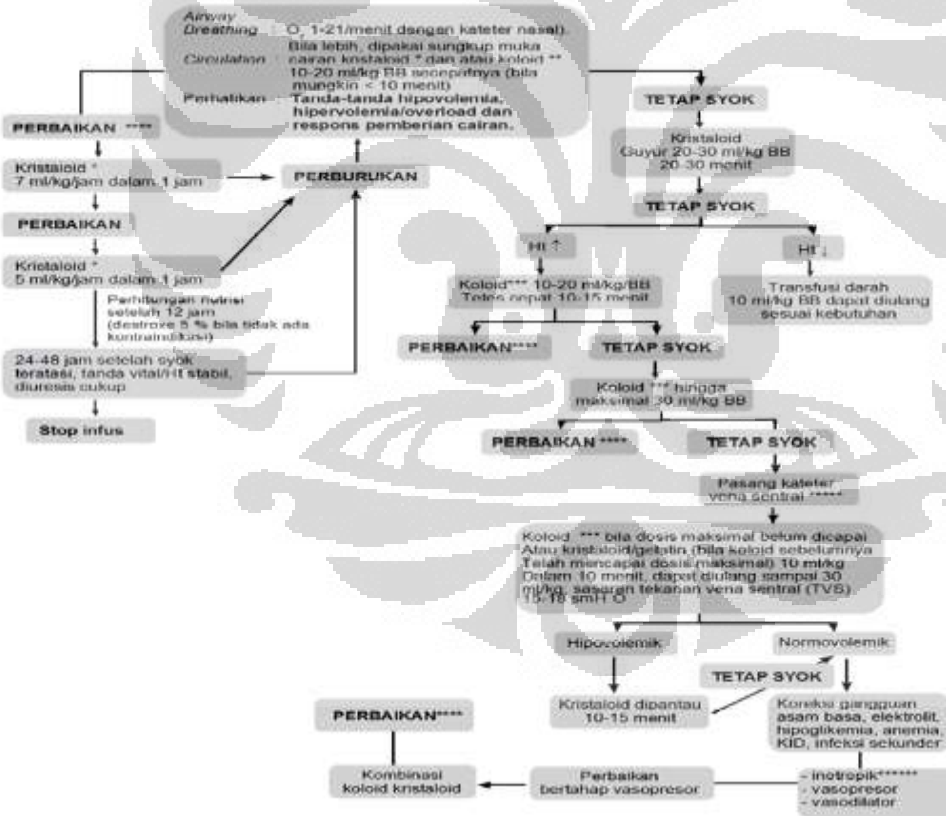 Airway
Breathing : O2 1-21/menit dengan kateter nasal).
Bila lebih, dipakai sungkup muka
Circulation : cairan kristaloid * dan atau koloid **
10-20 ml/kg BB secepatnya (bila
mungkin < 10 menit)
Perhatikan : Tanda-tanda hipovolemia,
hipervolemia/overload dan
respons pemberian cairan.
PERBAIKAN ****
Kristaloid *
7 ml/kg/jam dalam 1 jam
PERBURUKAN
PERBAIKAN
Kristaloid *
5 ml/kg/jam dalam 1 jam
Perhitungan nutrisi
setelah 12 jam
(destrove 5 % bila tidak ada
kontraindikasi)
24-48 jam setelah syok
teratasi, tanda vital/Ht stabil,
diuresis cukup
Stop infus
TETAP SYOK
Kristaloid
Guyur 20-30 ml/kg BB
20-30 menit
TETAP SYOK
Ht ↑
Ht ↓
Koloid*** 10-20 ml/kg/BB
Tetes cepat 10-15 menit
Transfusi darah
10 ml/kg BB dapat diulang
sesuai kebutuhan
PERBAIKAN****
TETAP SYOK
Koloid *** hingga
maksimal 30 ml/kg BB
PERBAIKAN ****
TETAP SYOK
Pasang kateter
vena sentral *****
Koloid *** bila dosis maksimal belum dicapai
Atau kristaloid/gelatin (bila koloid sebelumnya
Telah mencapai dosis maksimal) 10 ml/kg
Dalam 10 menit, dapat diulang sampai 30
ml/kg, sasaran tekanan vena sentral (TVS)
15-18 smH O
Hipovolemik
Normovolemik
TETAP SYOK
Kristaloid dipantau
10-15 menit
Koreksi gangguan
asam basa, elektrolit,
hipoglikemia, anemia,
KID, infeksi sekunder
PERBAIKAN****
Kombinasi
koloid kristaloid
Perbaikan
bertahap vasopresor
- inotropik******
- vasopresor
- vasodilator